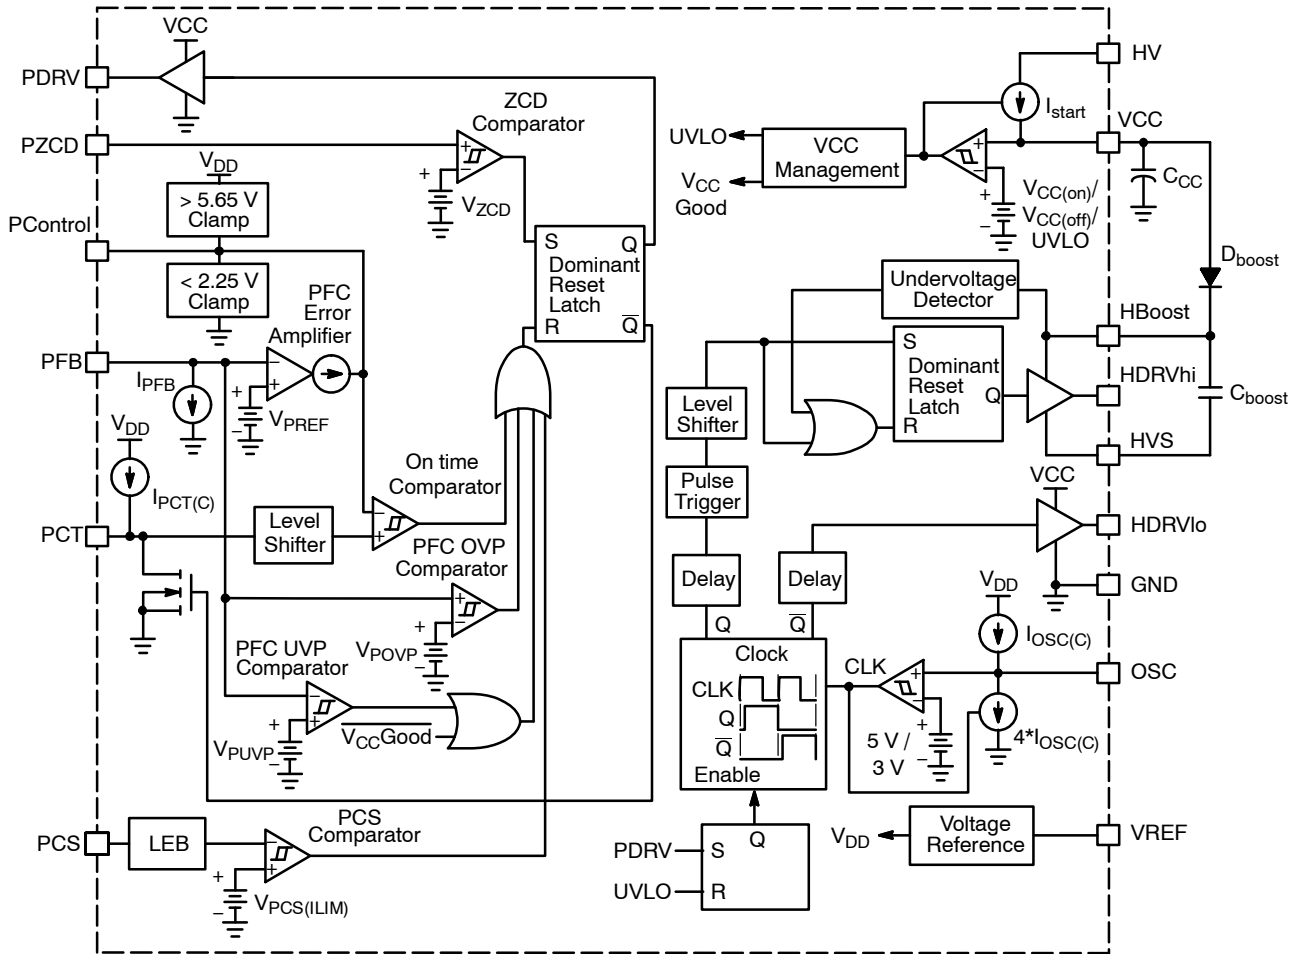 VCC
PDRV
PZCD
ZCD
Comparator
+
−
+
VZCD
VDD
> 5.65 V
Clamp
PControl
< 2.25 V
Clamp
PFC
Error
Amplifier
S
Q
Dominant
Reset
Latch
Q
R
PFB
IPFB
−
+
+
−
VPREF
VDD
IPCT(C)
On time
Comparator
PCT
Level
Shifter
−
+
PFC OVP
Comparator
+
−
+
−
VPOVP
PFC UVP
Comparator
−
+
+
−
VPUVP
VCCGood
PCS
LEB
PCS
Comparator
−
+
+
−
VPCS(ILIM)
HV
Istart
VCC
UVLO
VCC
Management
VCC
Good
+
−
+
−
VCC(on)/
VCC(off)/
UVLO
CCC
Dboost
Undervoltage
Detector
HBoost
S
Dominant
Reset
Latch
Q
R
HDRVhi
Cboost
HVS
Level
Shifter
Pulse
Trigger
Delay
Delay
VCC
HDRVlo
GND
VDD
IOSC(C)
Q
Q
Clock
CLK
Q
Q
Enable
CLK
+
−
+
−
5 V /
3 V
OSC
4*IOSC(C)
PDRV
S
Q
UVLO
R
VDD
Voltage
Reference
VREF